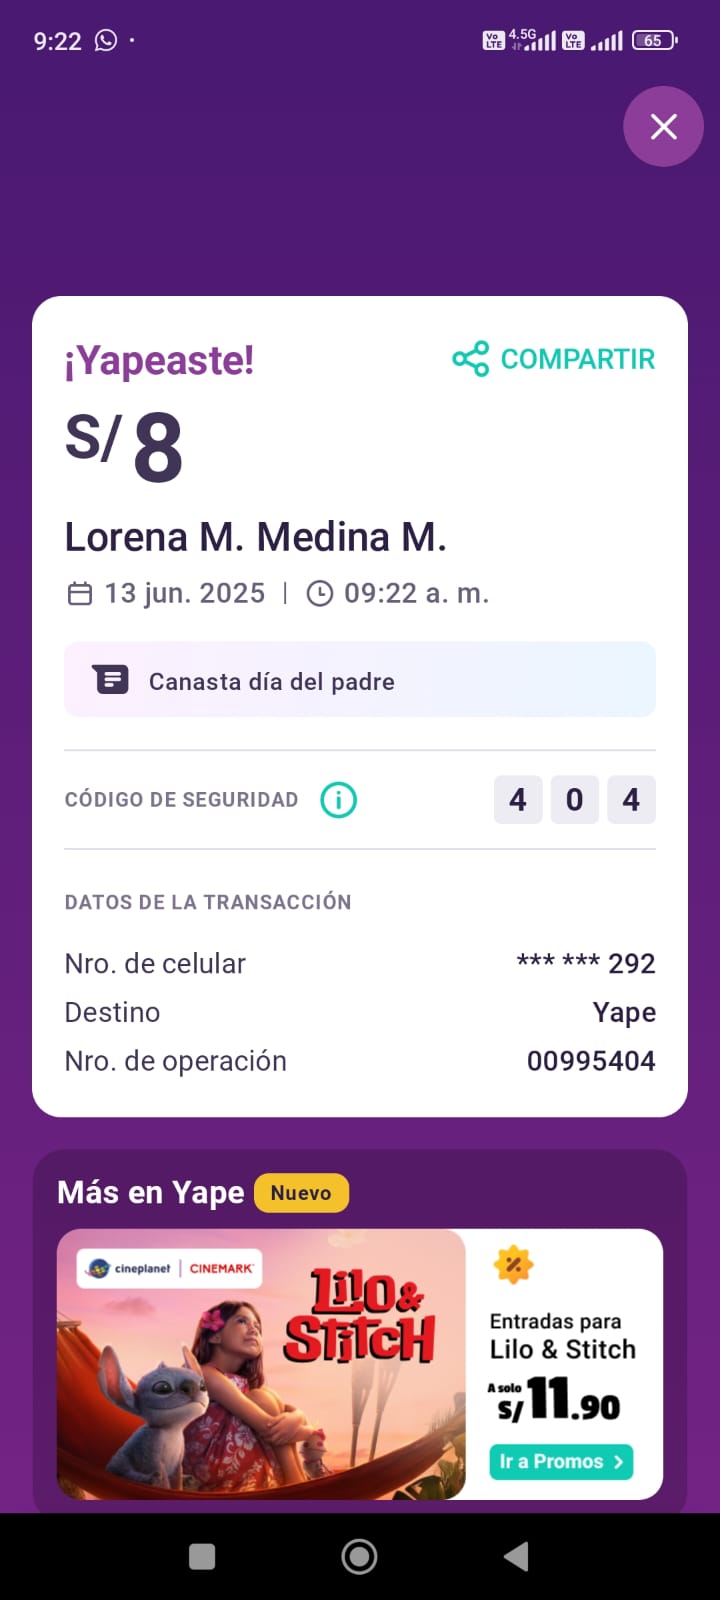 9:22
Vo LTE 4.5G Vo LTE 65
¡Yapeaste!
COMPARTIR
S/ 8
Lorena M. Medina M.
13 jun. 2025 | 09:22 a. m.
Canasta día del padre
CÓDIGO DE SEGURIDAD
4 0 4
DATOS DE LA TRANSACCIÓN
Nro. de celular *** *** 292
Destino Yape
Nro. de operación 00995404
Más en Yape Nuevo
cineplanet | CINEMARK
Lilo &
Stitch
Entradas para
Lilo & Stitch
A solo
S/ 11.90
Ir a Promos